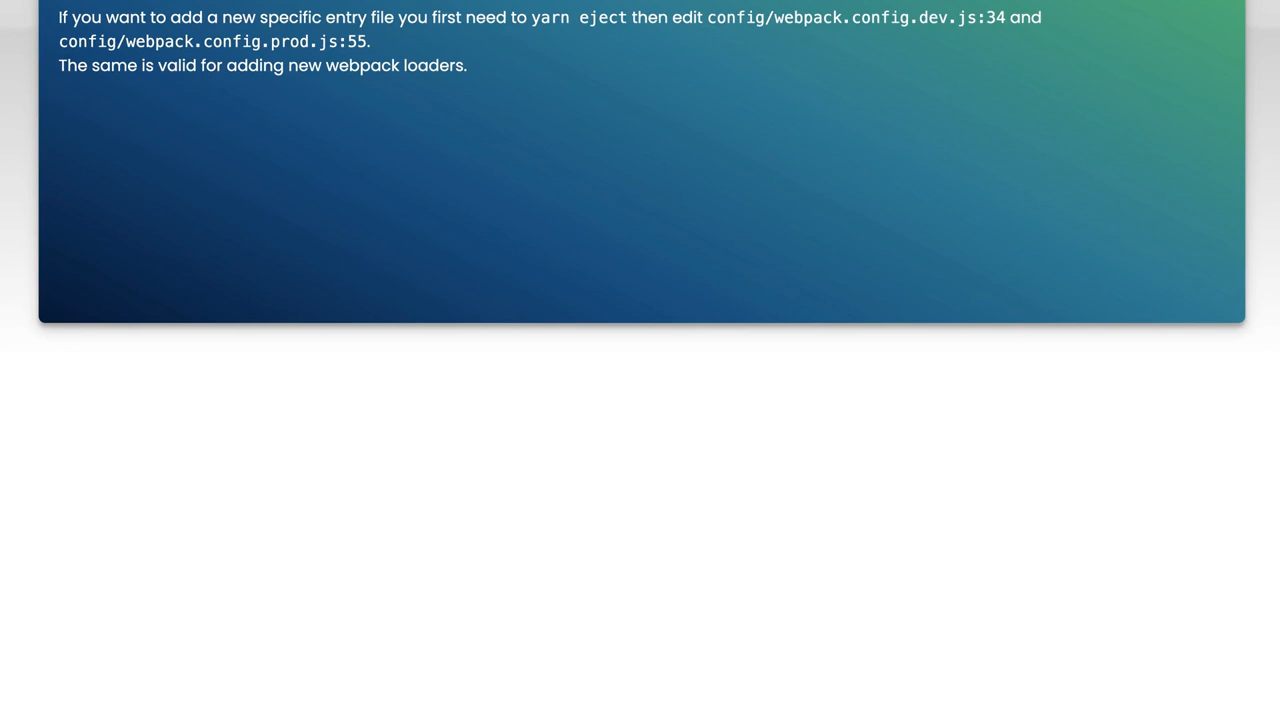 If you want to add a new specific entry file you first need to yarn eject then edit config/webpack.config.dev.js:34 and
config/webpack.config.prod.js:55.
The same is valid for adding new webpack loaders.